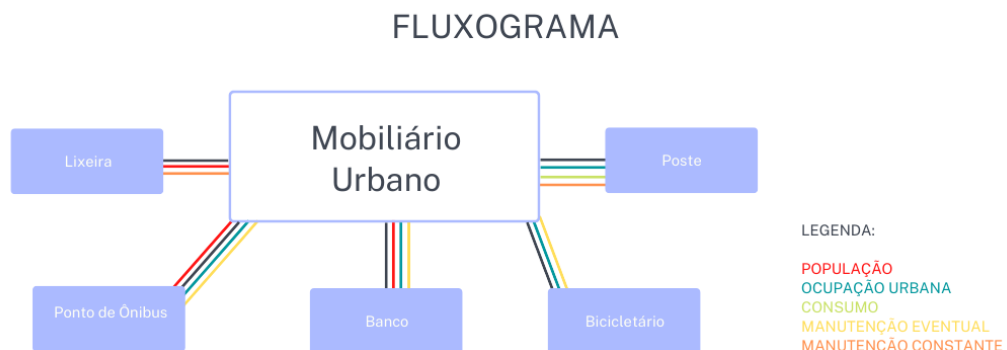 FLUXOGRAMA
Mobiliário
Urbano
Lixeira
Poste
Ponto de Ônibus
Banco
Bicicletário
LEGENDA:
POPULAÇÃO
OCUPAÇÃO URBANA
CONSUMO
MANUTENÇÃO EVENTUAL
MANUTENÇÃO CONSTANTE